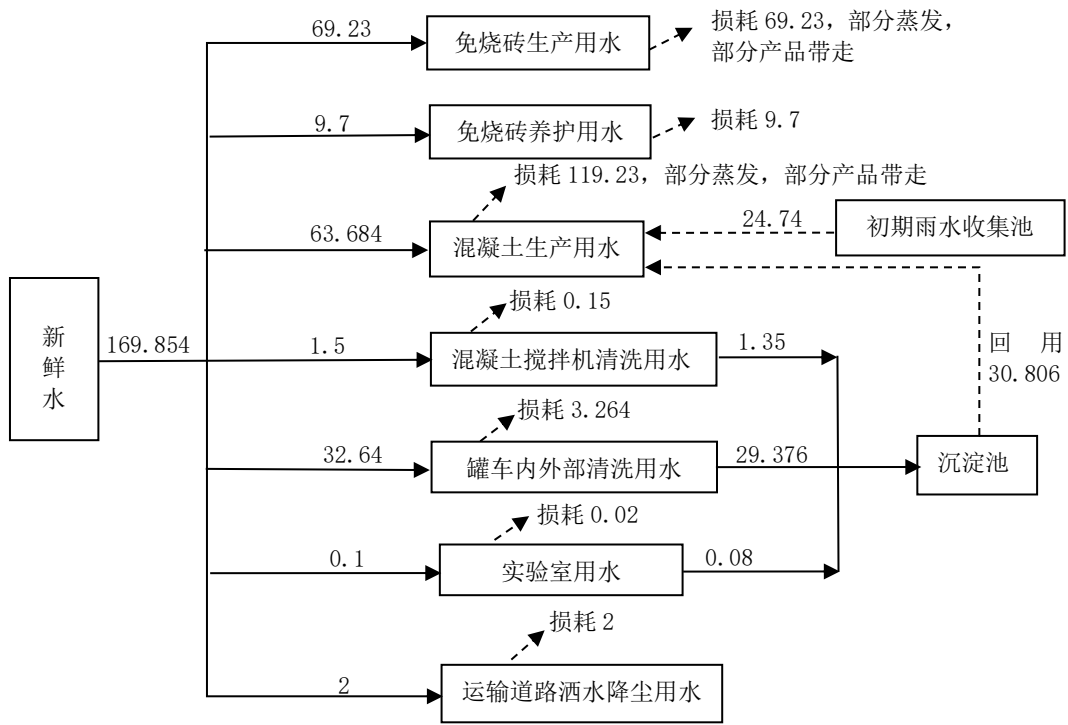 69.23
免烧砖生产用水
损耗 69.23，部分蒸发，
部分产品带走
9.7
免烧砖养护用水
损耗 9.7
损耗 119.23，部分蒸发，部分产品带走
63.684
混凝土生产用水
24.74
初期雨水收集池
新
鲜
水
169.854
损耗 0.15
1.5
混凝土搅拌机清洗用水
1.35
回 用
30.806
损耗 3.264
32.64
罐车内外部清洗用水
29.376
沉淀池
损耗 0.02
0.1
实验室用水
0.08
损耗 2
2
运输道路洒水降尘用水